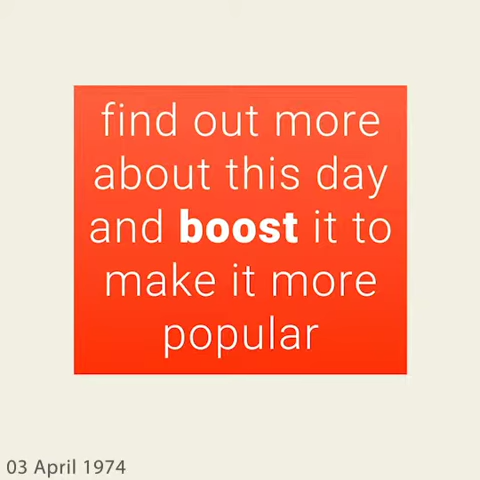 find out more
about this day
and boost it to
make it more
popular
03 April 1974